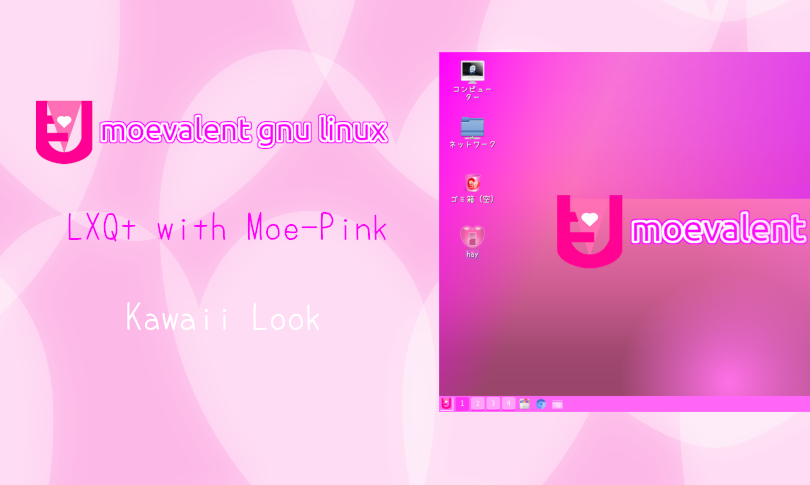 moevalent gnu linux
LXQt with Moe-Pink
Kawaii Look
コンピュー
ター
ネットワーク
ゴミ箱 (空)
hay
moevalent
1 2 3 4